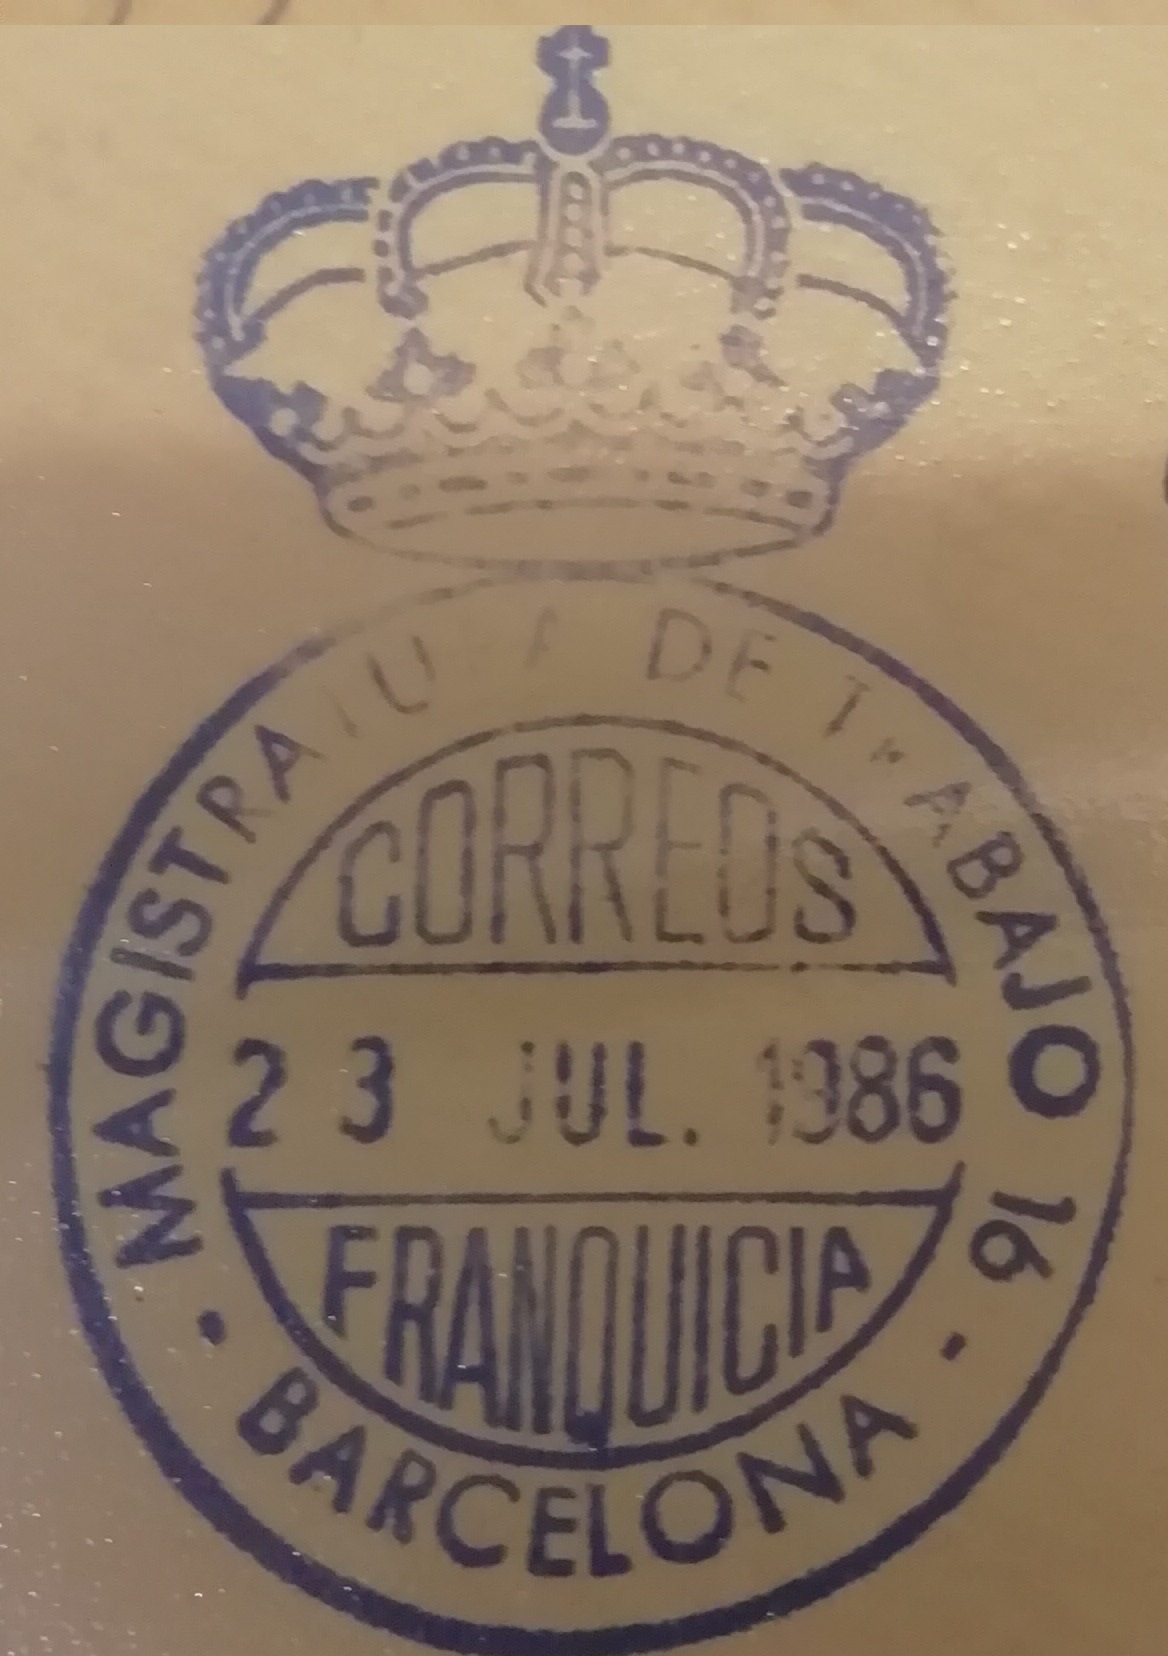 MAGISTRATURA DE TRABAJO 16
CORREOS
23 JUL. 1986
FRANQUICIA
· BARCELONA ·